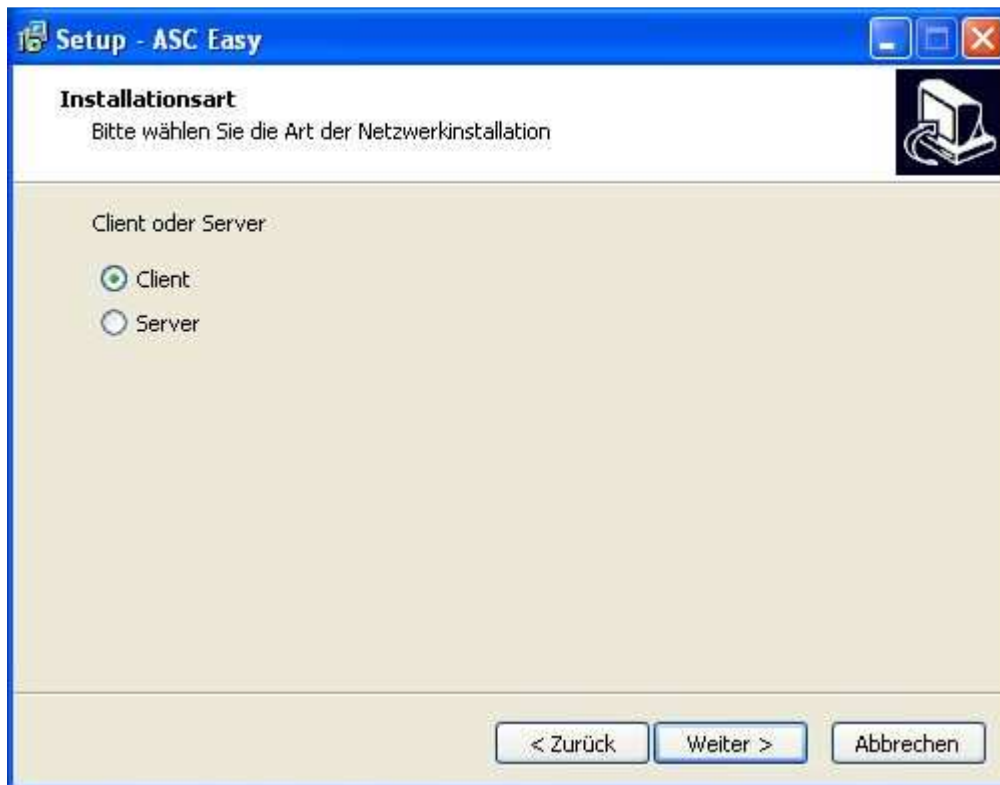 Setup - ASC Easy
Installationsart
Bitte wählen Sie die Art der Netzwerkinstallation
Client oder Server
Client
Server
< Zurück
Weiter >
Abbrechen